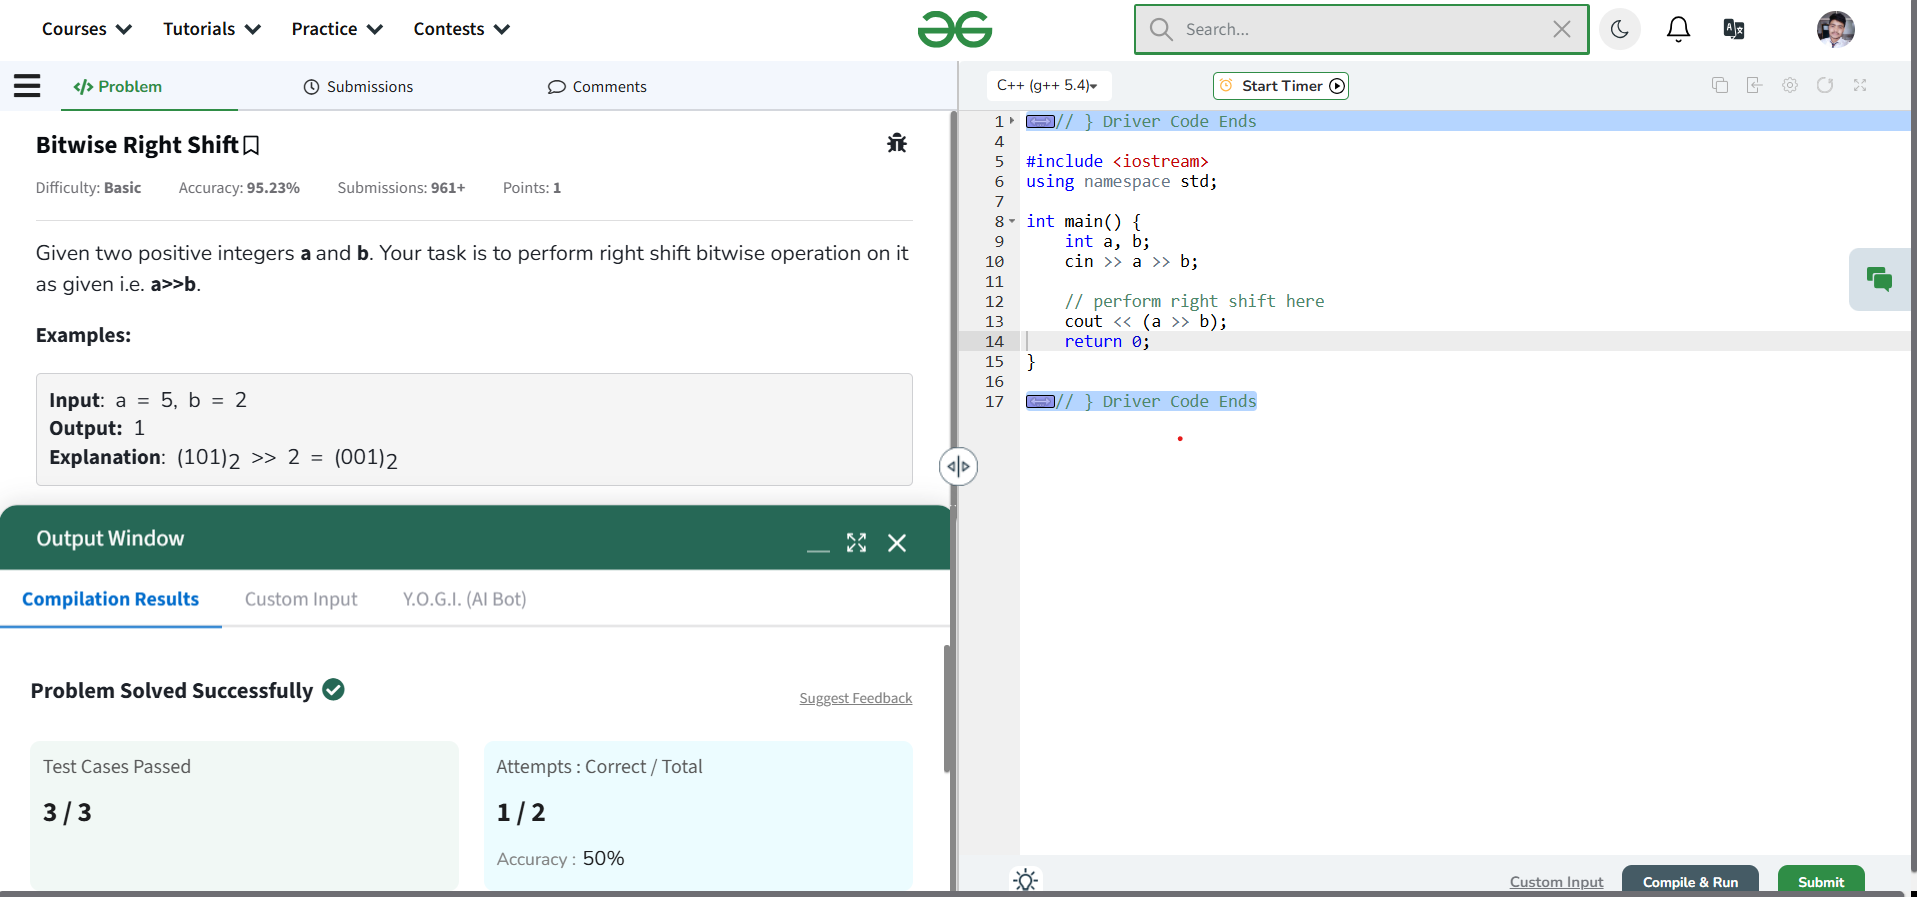 Courses Tutorials Practice Contests
Search...
Problem Submissions Comments
Bitwise Right Shift
Difficulty: Basic Accuracy: 95.23% Submissions: 961+ Points: 1
Given two positive integers a and b. Your task is to perform right shift bitwise operation on it
as given i.e. a>>b.
Examples:
Input: a = 5, b = 2
Output: 1
Explanation: (101)2 >> 2 = (001)2
Output Window
Compilation Results Custom Input Y.O.G.I. (AI Bot)
Problem Solved Successfully
Suggest Feedback
Test Cases Passed
3 / 3
Attempts : Correct / Total
1 / 2
Accuracy : 50%
C++ (g++ 5.4)
Start Timer
1 // } Driver Code Ends
4
5 #include <iostream>
6 using namespace std;
7
8 int main() {
9     int a, b;
10     cin >> a >> b;
11
12     // perform right shift here
13     cout << (a >> b);
14     return 0;
15 }
16
17 // } Driver Code Ends
Custom Input Compile & Run Submit